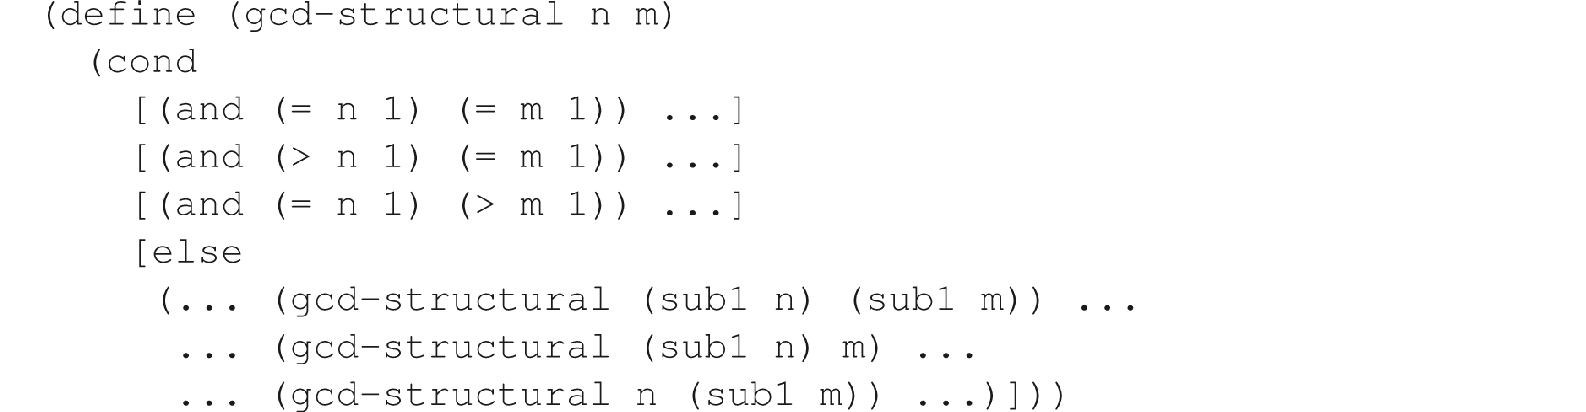 (define (gcd-structural n m)
  (cond
    [(and (= n 1) (= m 1)) ...]
    [(and (> n 1) (= m 1)) ...]
    [(and (= n 1) (> m 1)) ...]
    [else
     (... (gcd-structural (sub1 n) (sub1 m)) ...
      ... (gcd-structural (sub1 n) m) ...
      ... (gcd-structural n (sub1 m)) ...)]))